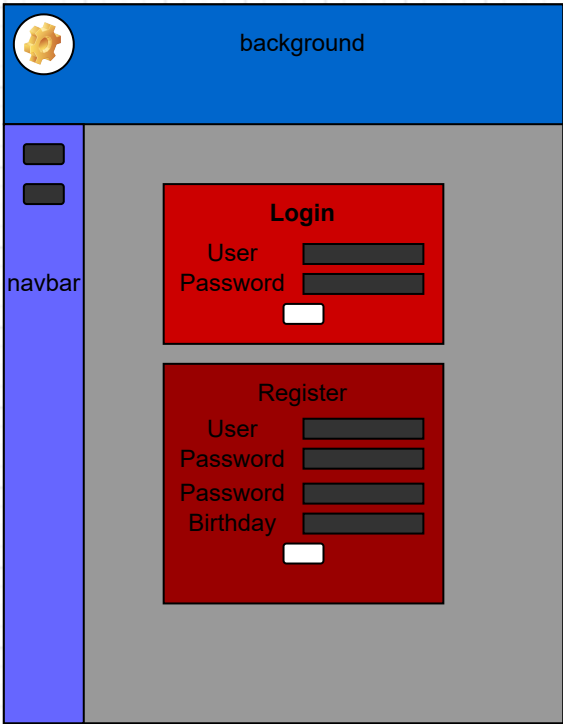 background
navbar
Login
User
Password
Register
User
Password
Password
Birthday